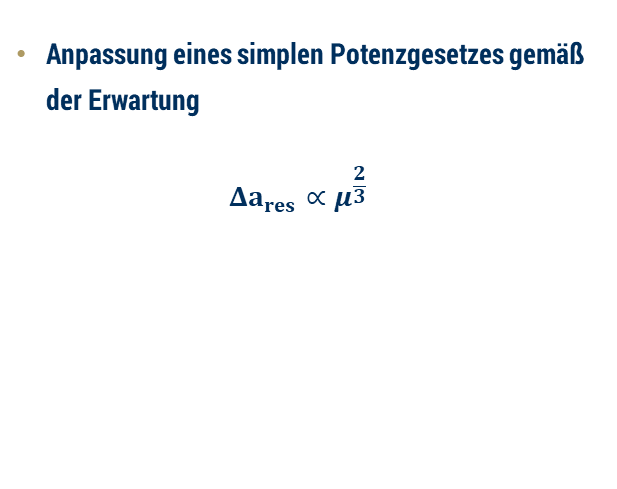 • Anpassung eines simplen Potenzgesetzes gemäß
der Erwartung
Δa_res ∝ μ^(2/3)